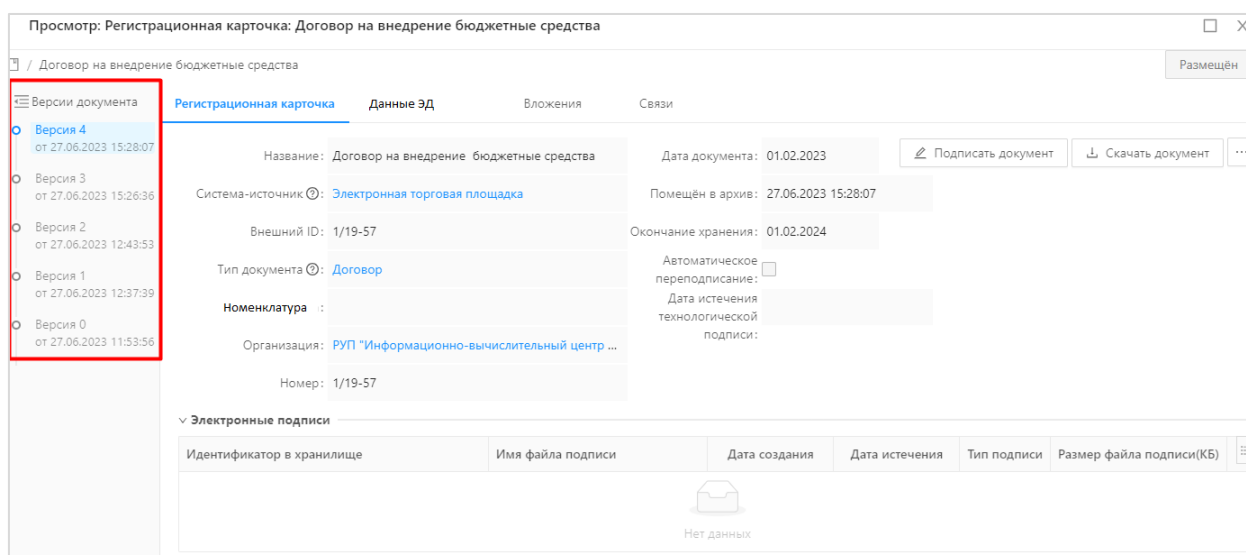 Просмотр: Регистрационная карточка: Договор на внедрение бюджетные средства
/ Договор на внедрение бюджетные средства
Размещён
Версии документа
Версия 4
от 27.06.2023 15:28:07
Версия 3
от 27.06.2023 15:26:36
Версия 2
от 27.06.2023 12:43:53
Версия 1
от 27.06.2023 12:37:39
Версия 0
от 27.06.2023 11:53:56
Регистрационная карточка Данные ЭД Вложения Связи
Подписать документ Скачать документ ...
Название: Договор на внедрение бюджетные средства
Система-источник ?: Электронная торговая площадка
Внешний ID: 1/19-57
Тип документа ?: Договор
Номенклатура :
Организация: РУП "Информационно-вычислительный центр ...
Номер: 1/19-57
Дата документа: 01.02.2023
Помещён в архив: 27.06.2023 15:28:07
Окончание хранения: 01.02.2024
Автоматическое
переподписание:
Дата истечения
технологической
подписи:
Электронные подписи
Идентификатор в хранилище Имя файла подписи Дата создания Дата истечения Тип подписи Размер файла подписи(КБ)
Нет данных